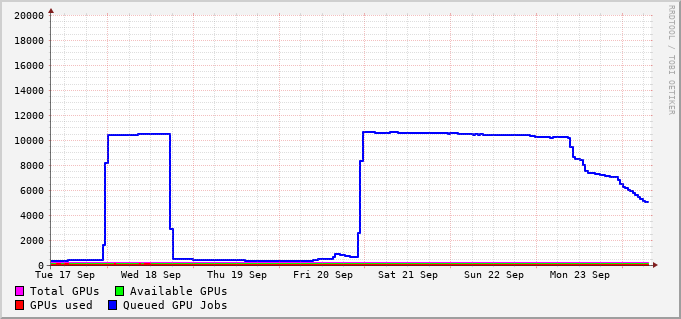 RRDTOOL / TOBI OETIKER
20000
18000
16000
14000
12000
10000
8000
6000
4000
2000
0
Tue 17 Sep Wed 18 Sep Thu 19 Sep Fri 20 Sep Sat 21 Sep Sun 22 Sep Mon 23 Sep
Total GPUs Available GPUs
GPUs used Queued GPU Jobs